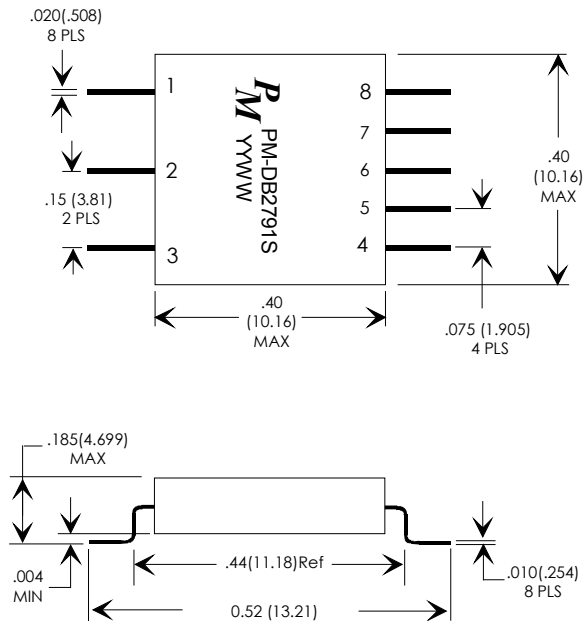 .020(.508)
8 PLS
1
2
3
.15 (3.81)
2 PLS
PM
PM-DB2791S
YYWW
8
7
6
5
4
.40
(10.16)
MAX
.40
(10.16)
MAX
.075 (1.905)
4 PLS
.185(4.699)
MAX
.004
MIN
.44(11.18)Ref
0.52 (13.21)
.010(.254)
8 PLS